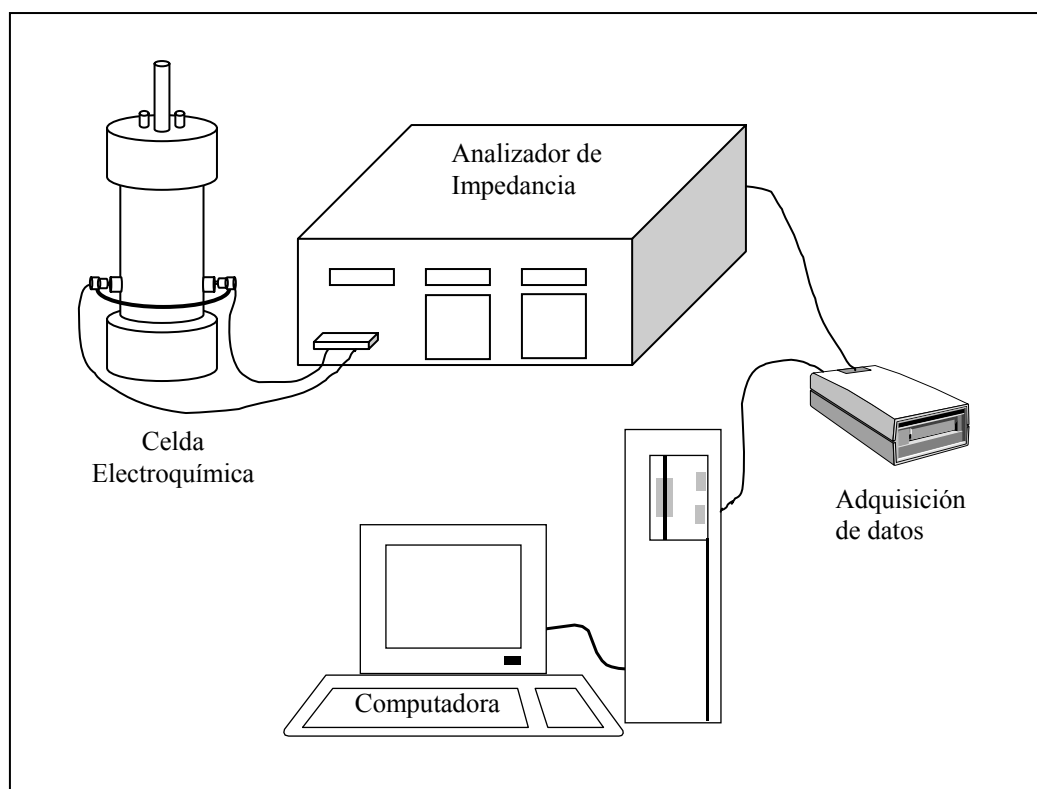 Analizador de
Impedancia
Celda
Electroquímica
Adquisición
de datos
Computadora